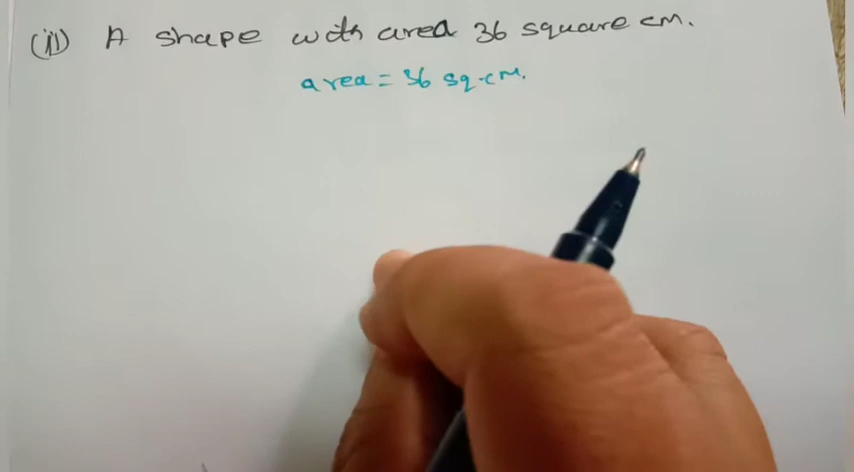 (ii) A shape with area 36 square cm.
area = 36 sq.cm.